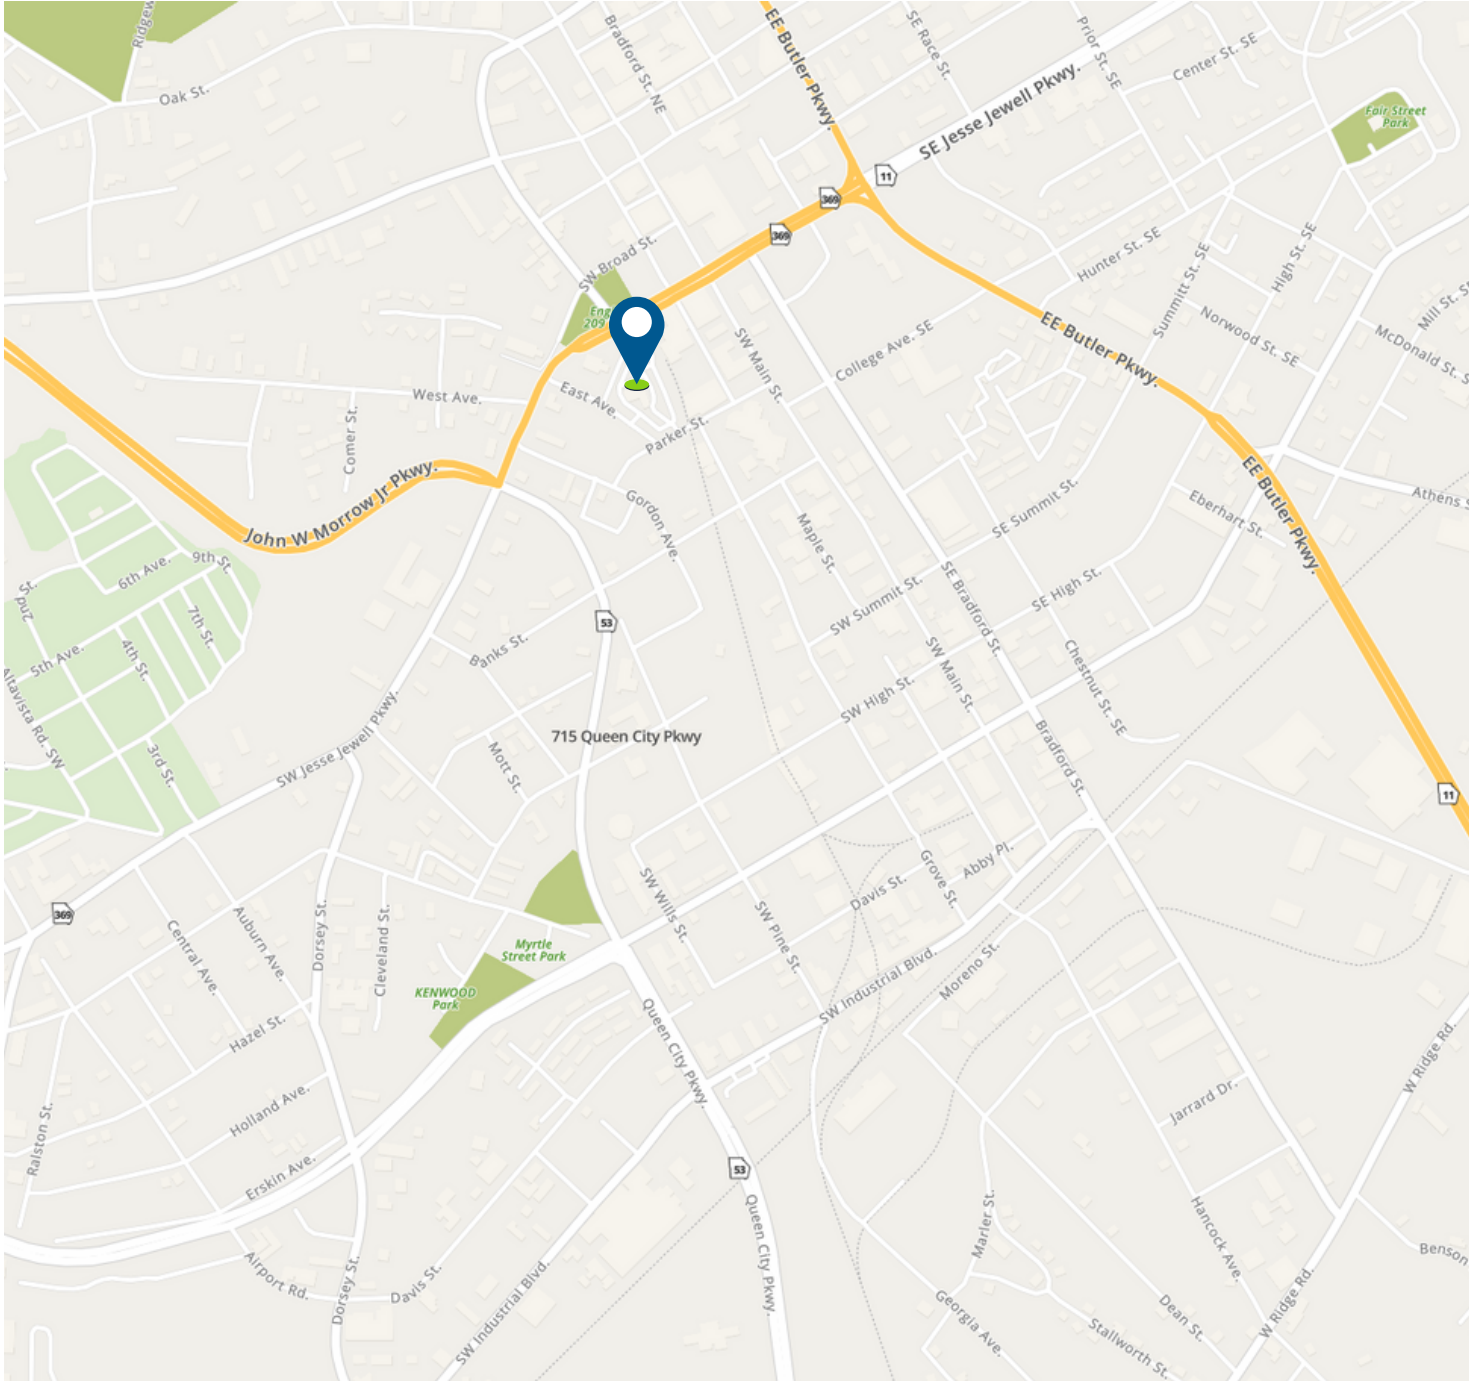 Oak St.
Bradford St. NE
EE Butler Pkwy.
SE Race St.
Prior St. SE
Center St. SE
SE Jesse Jewell Pkwy.
Fair Street
Park
11
369
369
SW Broad St.
209
Hunter St. SE
Summitt St. SE
High St. SE
Norwood St. SE
McDonald St. S
SW Main St.
College Ave. SE
EE Butler Pkwy.
West Ave.
East Ave.
Comer St.
Parker St.
John W Morrow Jr Pkwy.
Gordon Ave.
Maple St.
SE Summit St.
Eberhart St.
EE Butler Pkwy.
Athens S
9th St.
6th Ave.
7th St.
5th Ave.
4th St.
3rd St.
2nd St.
Altavista Rd. SW
53
Banks St.
SW Summit St.
SE Bradford St.
SE High St.
SW Main St.
Chestnut St. SE
SW High St.
715 Queen City Pkwy
SW Jesse Jewell Pkwy.
Mott St.
Bradford St.
11
Grove St.
Abby Pl.
Davis St.
SW Wills St.
SW Pine St.
369
Central Ave.
Auburn Ave.
Dorsey St.
Cleveland St.
Myrtle
Street Park
KENWOOD
Park
SW Industrial Blvd.
Moreno St.
Queen City Pkwy.
Hazel St.
Holland Ave.
Ralston St.
Erskin Ave.
W Ridge Rd.
Jarrard Dr.
53
Queen City Pkwy.
Marler St.
Hancock Ave.
Benson
Airport Rd.
Dorsey St.
Davis St.
SW Industrial Blvd.
Georgia Ave.
Stallworth St.
Dean St.
W Ridge Rd.